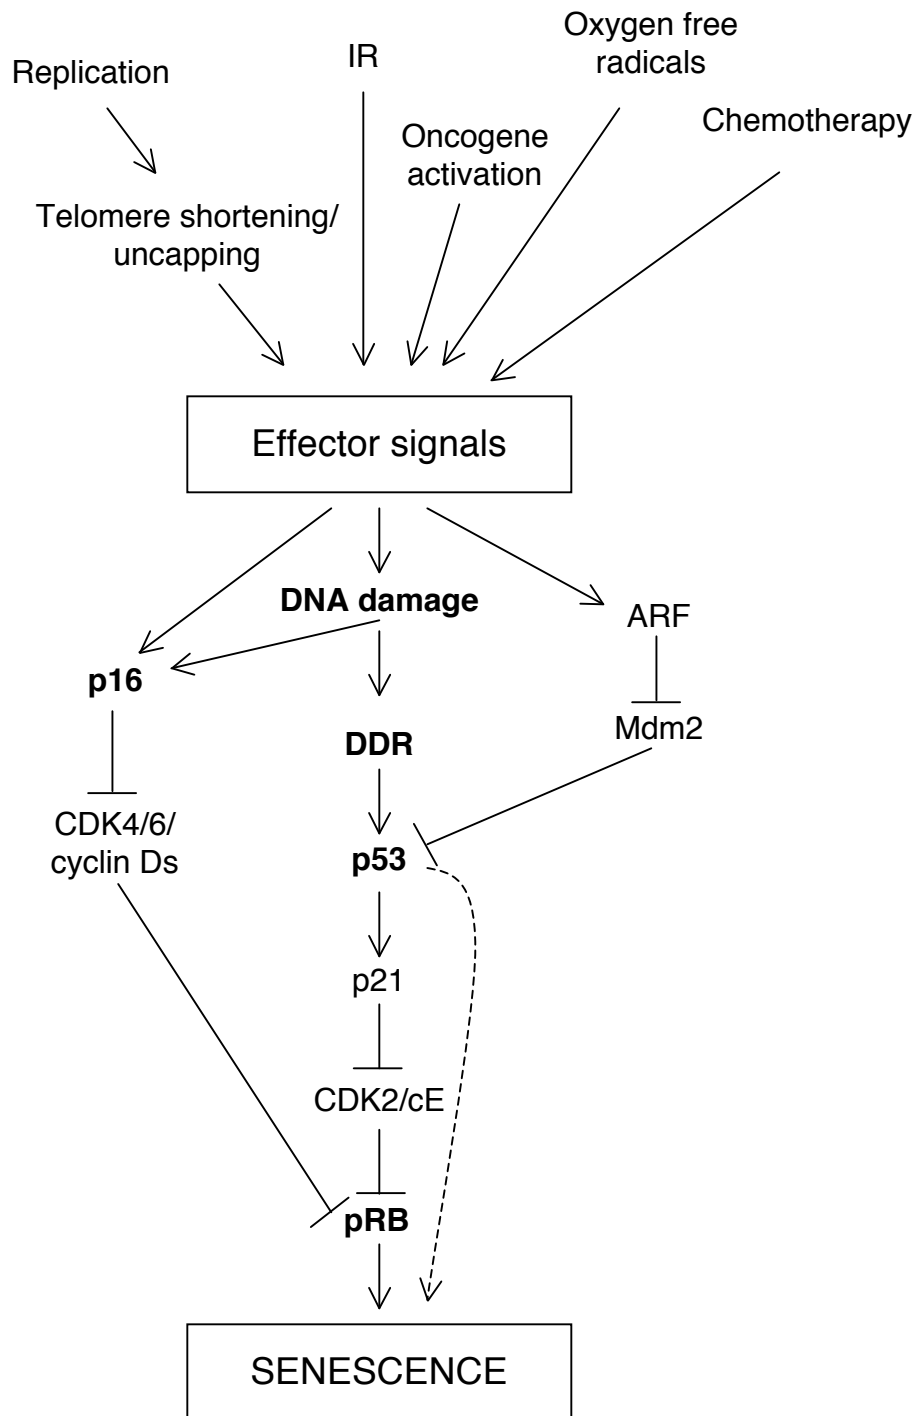 Replication
IR
Oxygen free
radicals
Chemotherapy
Oncogene
activation
Telomere shortening/
uncapping
Effector signals
DNA damage
ARF
p16
Mdm2
DDR
CDK4/6/
cyclin Ds
p53
p21
CDK2/cE
pRB
SENESCENCE